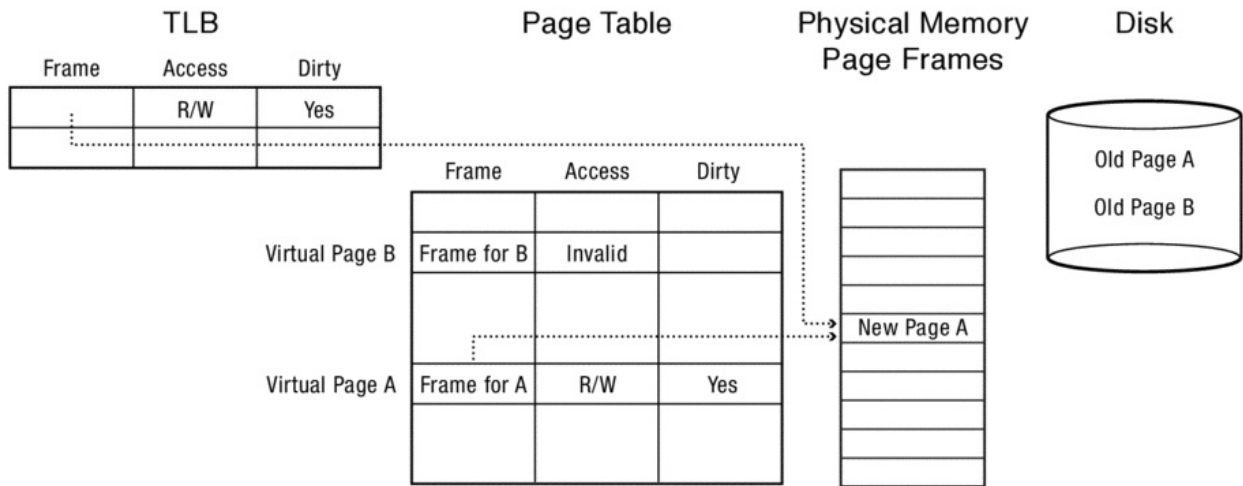 TLB
Page Table
Physical Memory
Page Frames
Disk
Frame Access Dirty
R/W Yes
Old Page A
Old Page B
Frame Access Dirty
Virtual Page B Frame for B Invalid
New Page A
Virtual Page A Frame for A R/W Yes